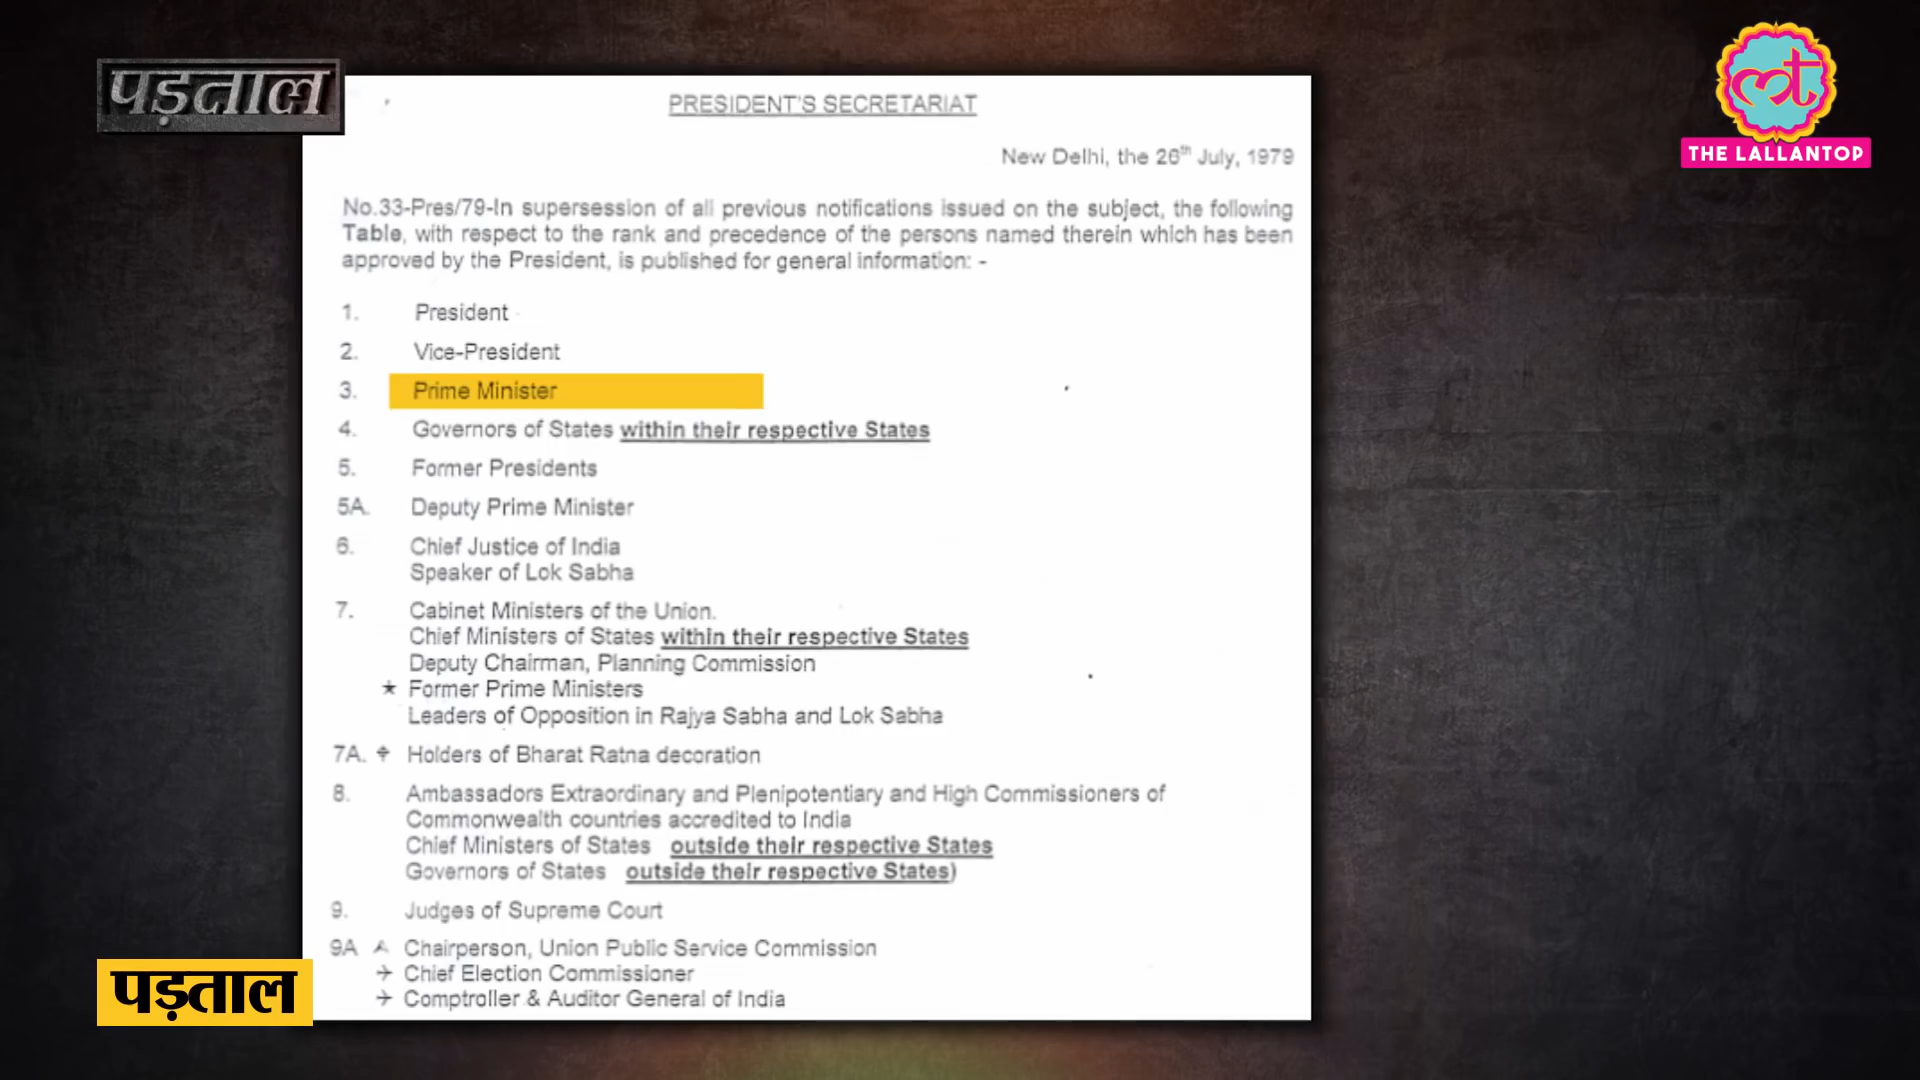 पड़ताल
THE LALLANTOP
PRESIDENT'S SECRETARIAT
New Delhi, the 26th July, 1979
No.33-Pres/79-In supersession of all previous notifications issued on the subject, the following
Table, with respect to the rank and precedence of the persons named therein which has been
approved by the President, is published for general information: -
1. President
2. Vice-President
3. Prime Minister
4. Governors of States within their respective States
5. Former Presidents
5A. Deputy Prime Minister
6. Chief Justice of India
Speaker of Lok Sabha
7. Cabinet Ministers of the Union.
Chief Ministers of States within their respective States
Deputy Chairman, Planning Commission
Former Prime Ministers
Leaders of Opposition in Rajya Sabha and Lok Sabha
7A. Holders of Bharat Ratna decoration
8. Ambassadors Extraordinary and Plenipotentiary and High Commissioners of
Commonwealth countries accredited to India
Chief Ministers of States outside their respective States
Governors of States outside their respective States)
9. Judges of Supreme Court
9A Chairperson, Union Public Service Commission
Chief Election Commissioner
Comptroller & Auditor General of India
पड़ताल